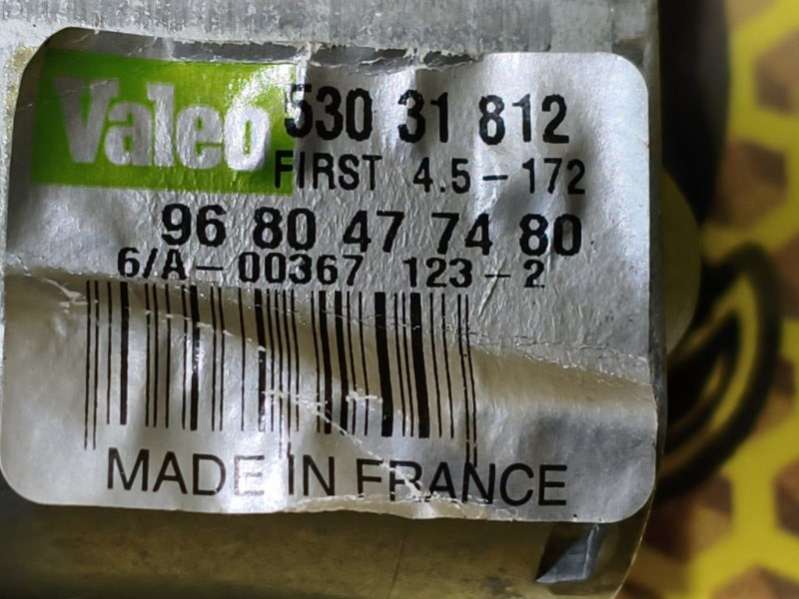 Valeo 530 31 812
FIRST 4.5-172
96 80 47 74 80
6/A-00367 123-2
MADE IN FRANCE